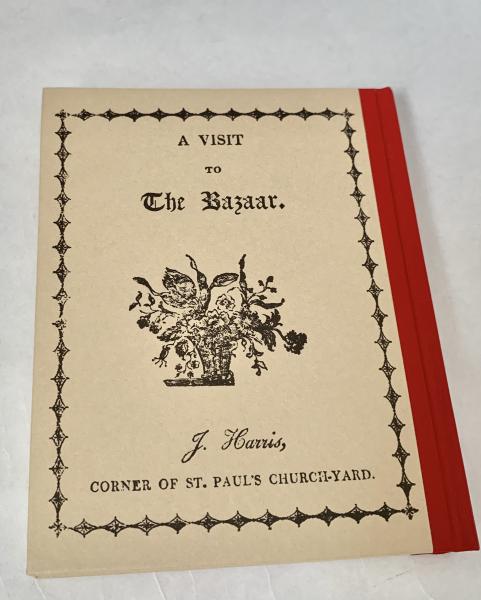 A VISIT
TO
The Bazaar.
J. Harris,
CORNER OF ST. PAUL'S CHURCH-YARD.